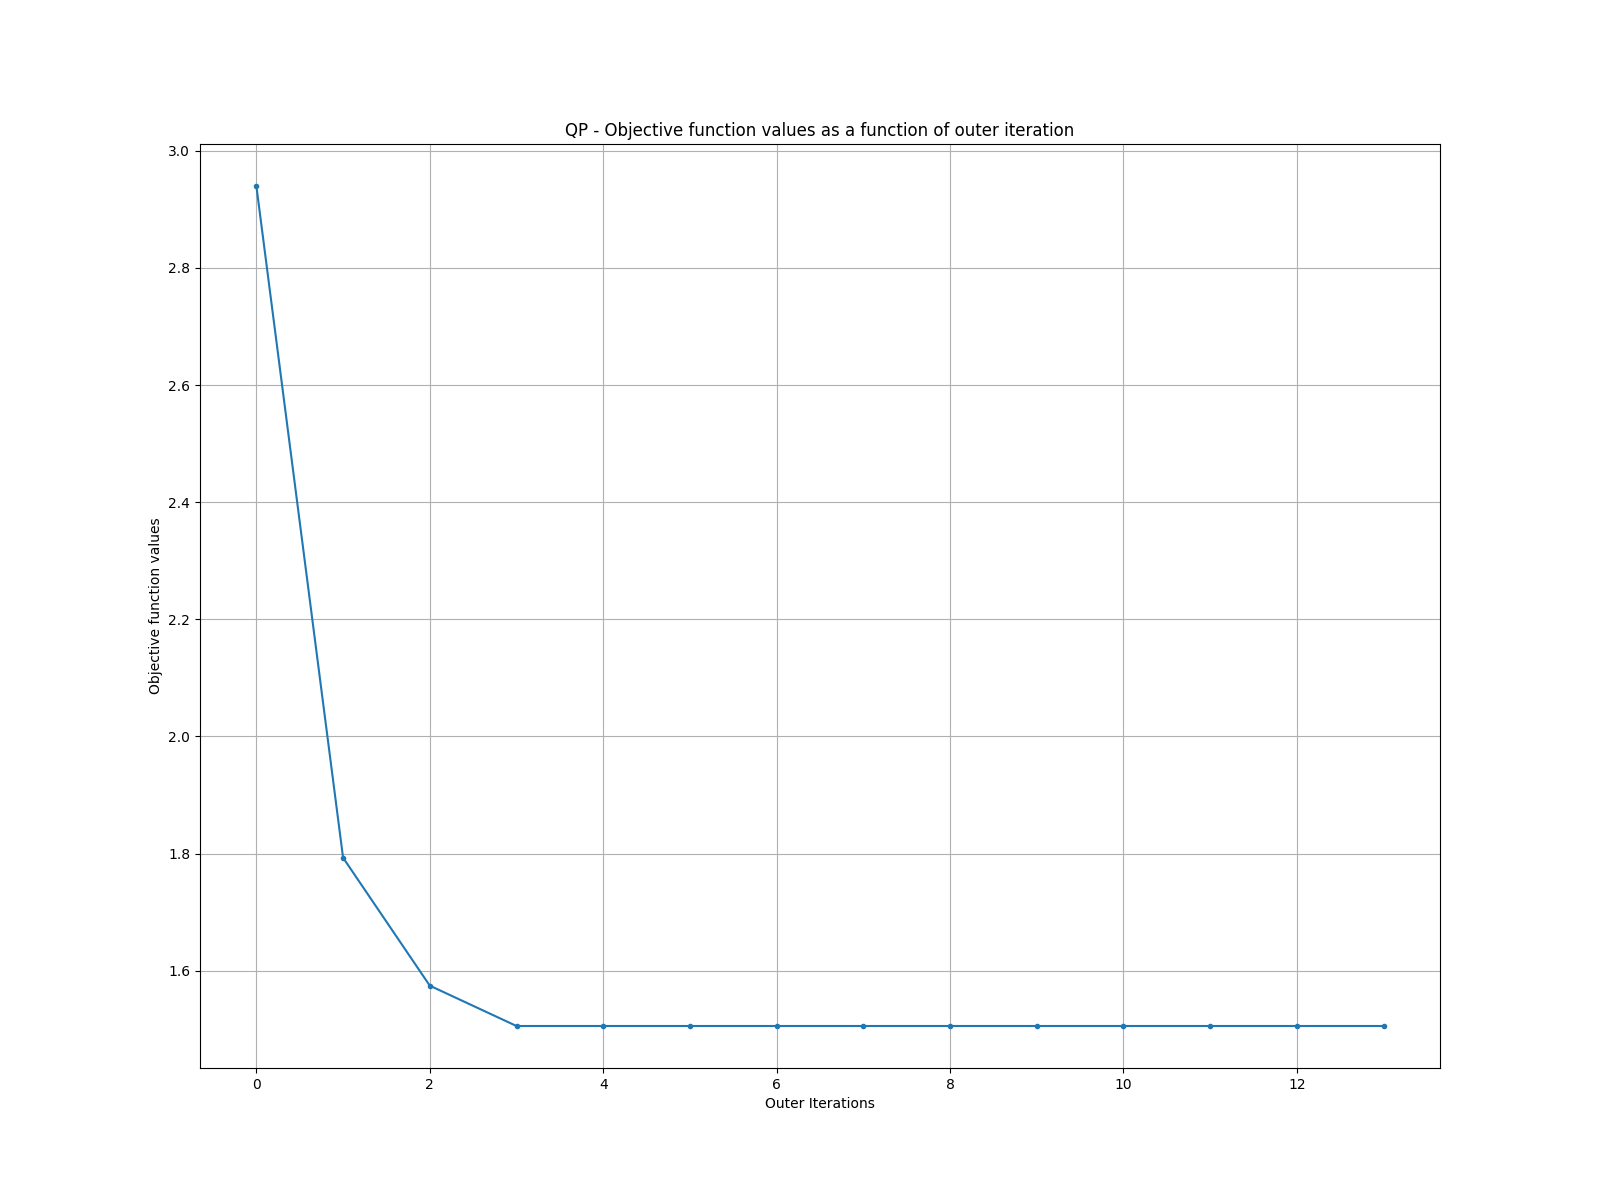 QP - Objective function values as a function of outer iteration
3.0
2.8
2.6
2.4
2.2
2.0
1.8
1.6
Objective function values
0 2 4 6 8 10 12
Outer Iterations